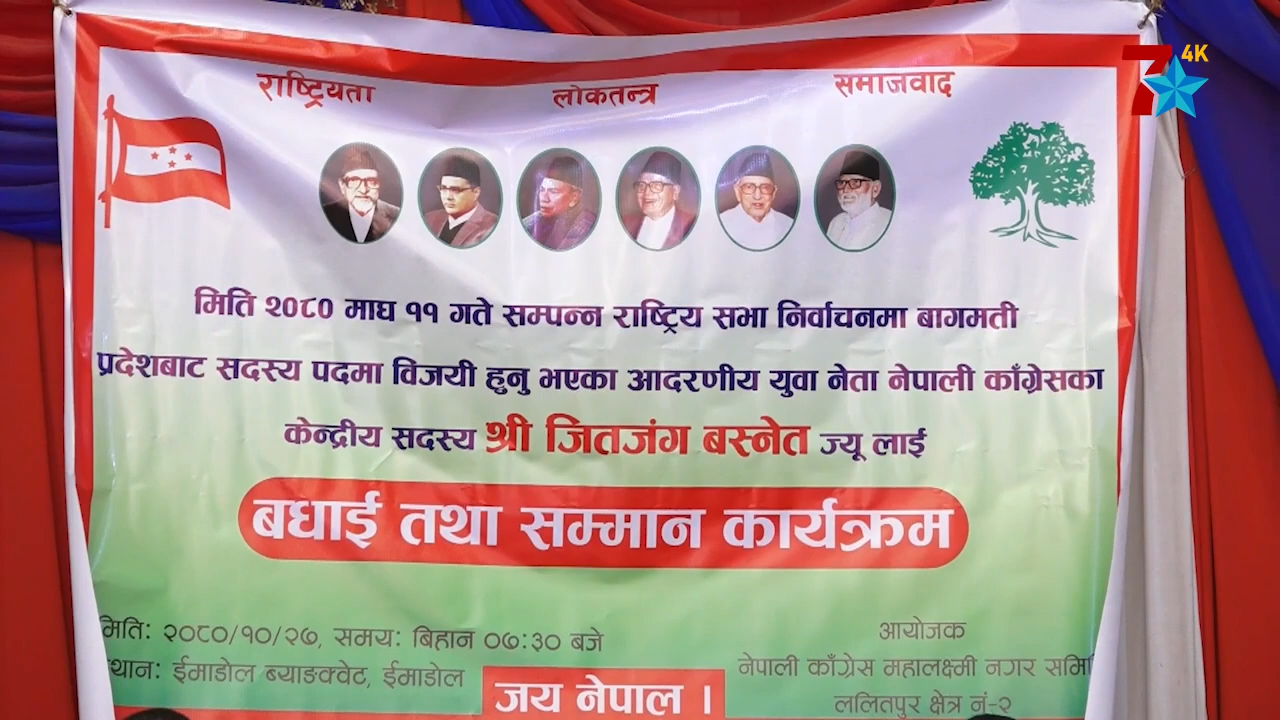 राष्ट्रियता लोकतन्त्र समाजवाद
7 4K
मिति २०८० माघ ११ गते सम्पन्न राष्ट्रिय सभा निर्वाचनमा बागमती
प्रदेशबाट सदस्य पदमा विजयी हुनु भएका आदरणीय युवा नेता नेपाली काँग्रेसका
केन्द्रीय सदस्य श्री जितजंग बस्नेत ज्यू लाई
बधाई तथा सम्मान कार्यक्रम
मिति: २०८०/१०/२७, समय: बिहान ०७:३० बजे
थान: ईमाडोल ब्याङक्वेट, ईमाडोल
जय नेपाल ।
आयोजक
नेपाली काँग्रेस महालक्ष्मी नगर समि
ललितपुर क्षेत्र नं-२